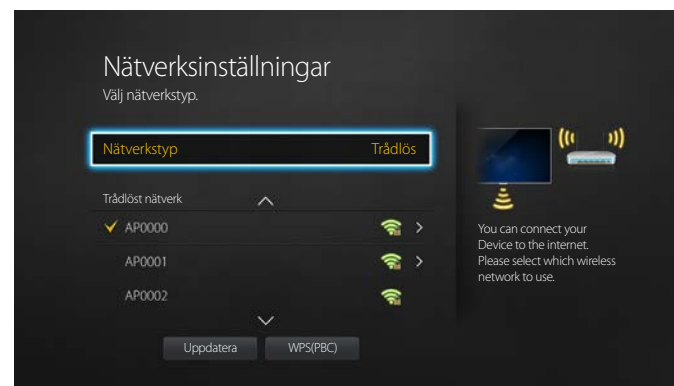 Nätverksinställningar
Välj nätverkstyp.
Nätverkstyp Trådlös
Trådlöst nätverk
AP0000
AP0001
AP0002
Uppdatera WPS(PBC)
You can connect your
Device to the internet.
Please select which wireless
network to use.